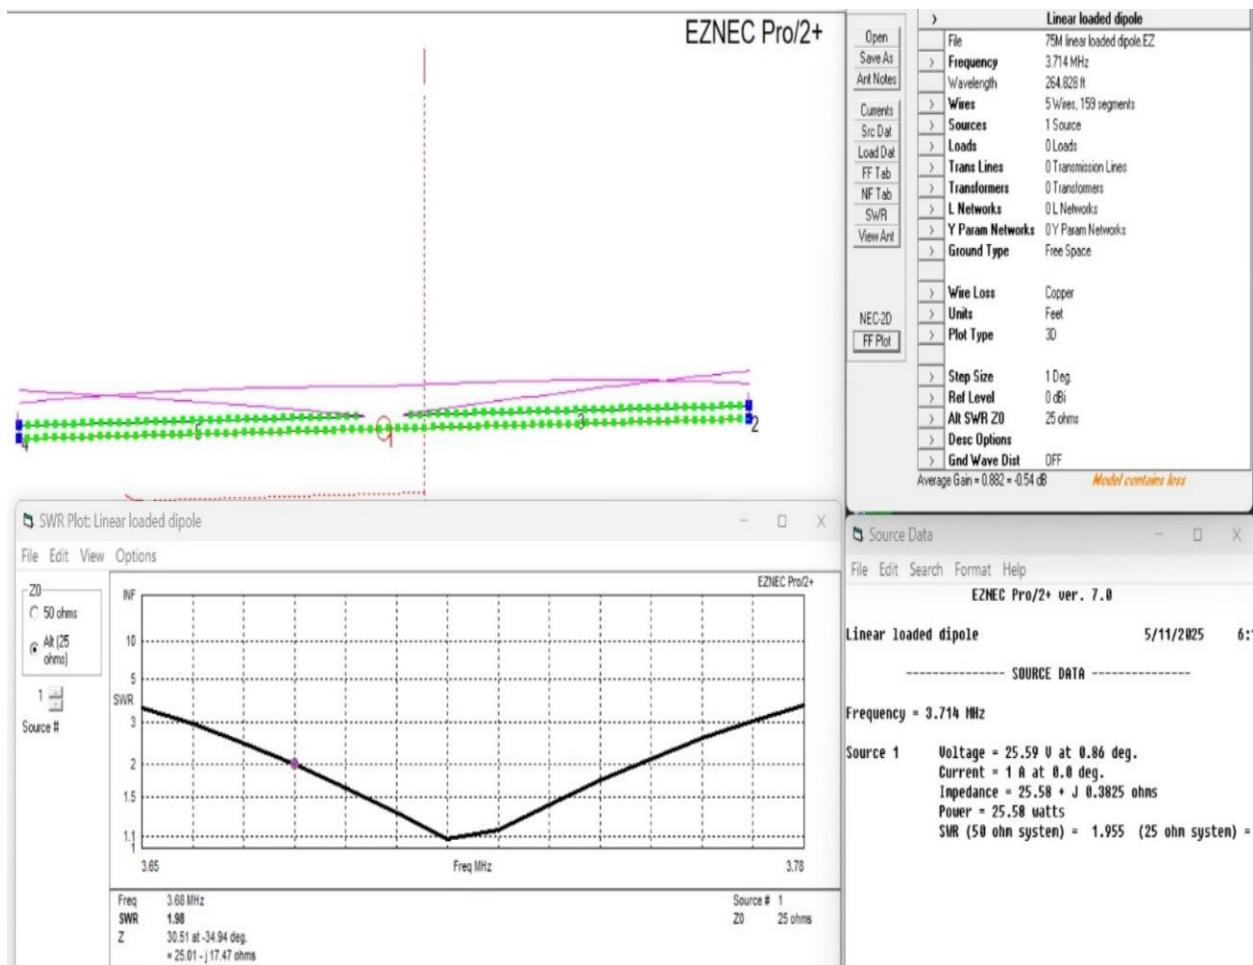 EZNEC Pro/2+
2
3
5
4
1
Open
Save As
Ant Notes
Currents
Src Dat
Load Dat
FF Tab
NF Tab
SWR
View Ant
NEC-2D
FF Plot
> Linear loaded dipole
File 75M linear loaded dipole.EZ
> Frequency 3.714 MHz
Wavelength 264.828 ft
> Wires 5 Wires, 159 segments
> Sources 1 Source
> Loads 0 Loads
> Trans Lines 0 Transmission Lines
> Transformers 0 Transformers
> L Networks 0 L Networks
> Y Param Networks 0 Y Param Networks
> Ground Type Free Space
> Wire Loss Copper
> Units Feet
> Plot Type 3D
> Step Size 1 Deg.
> Ref Level 0 dBi
> Alt SWR Z0 25 ohms
> Desc Options
> Gnd Wave Dist OFF
Average Gain = 0.882 = -0.54 dB Model contains loss
SWR Plot: Linear loaded dipole
File Edit View Options
Z0
50 ohms
Alt (25
ohms)
1
Source #
EZNEC Pro/2+
INF
10
5
SWR
3
2
1.5
1.1
1
3.65 Freq MHz 3.78
Freq 3.68 MHz Source # 1
SWR 1.98 Z0 25 ohms
Z 30.51 at -34.94 deg.
= 25.01 - j 17.47 ohms
Source Data
File Edit Search Format Help
EZNEC Pro/2+ ver. 7.0
Linear loaded dipole 5/11/2025 6:
--------------- SOURCE DATA ---------------
Frequency = 3.714 MHz
Source 1 Voltage = 25.59 V at 0.86 deg.
Current = 1 A at 0.0 deg.
Impedance = 25.58 + J 0.3825 ohms
Power = 25.58 watts
SWR (50 ohm system) = 1.955 (25 ohm system) =